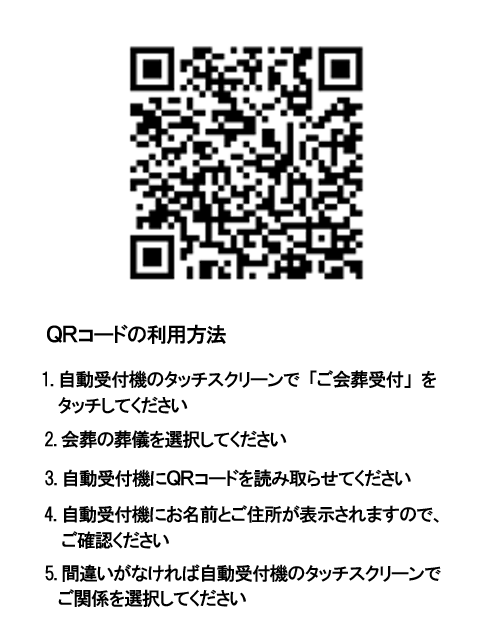 QRコードの利用方法
1. 自動受付機のタッチスクリーンで「ご会葬受付」を
タッチしてください
2. 会葬の葬儀を選択してください
3. 自動受付機にQRコードを読み取らせてください
4. 自動受付機にお名前とご住所が表示されますので、
ご確認ください
5. 間違いがなければ自動受付機のタッチスクリーンで
ご関係を選択してください